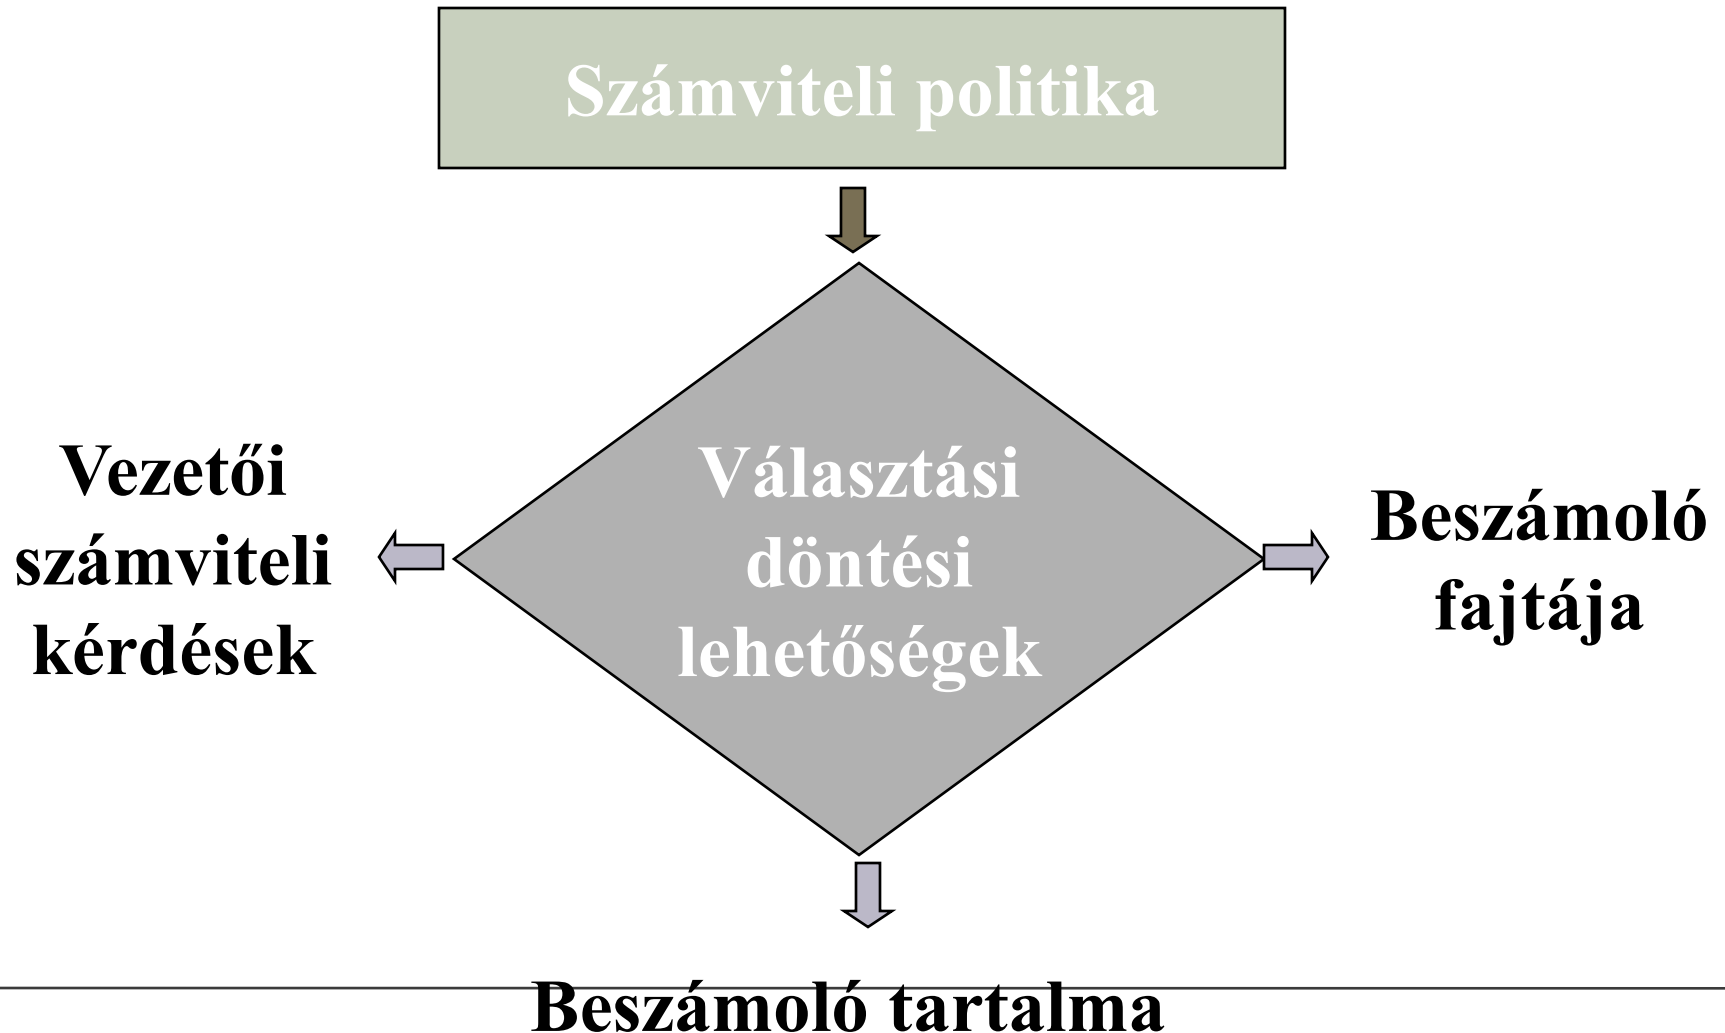 Számviteli politika
Vezetői
számviteli
kérdések
Választási
döntési
lehetőségek
Beszámoló
fajtája
Beszámoló tartalma